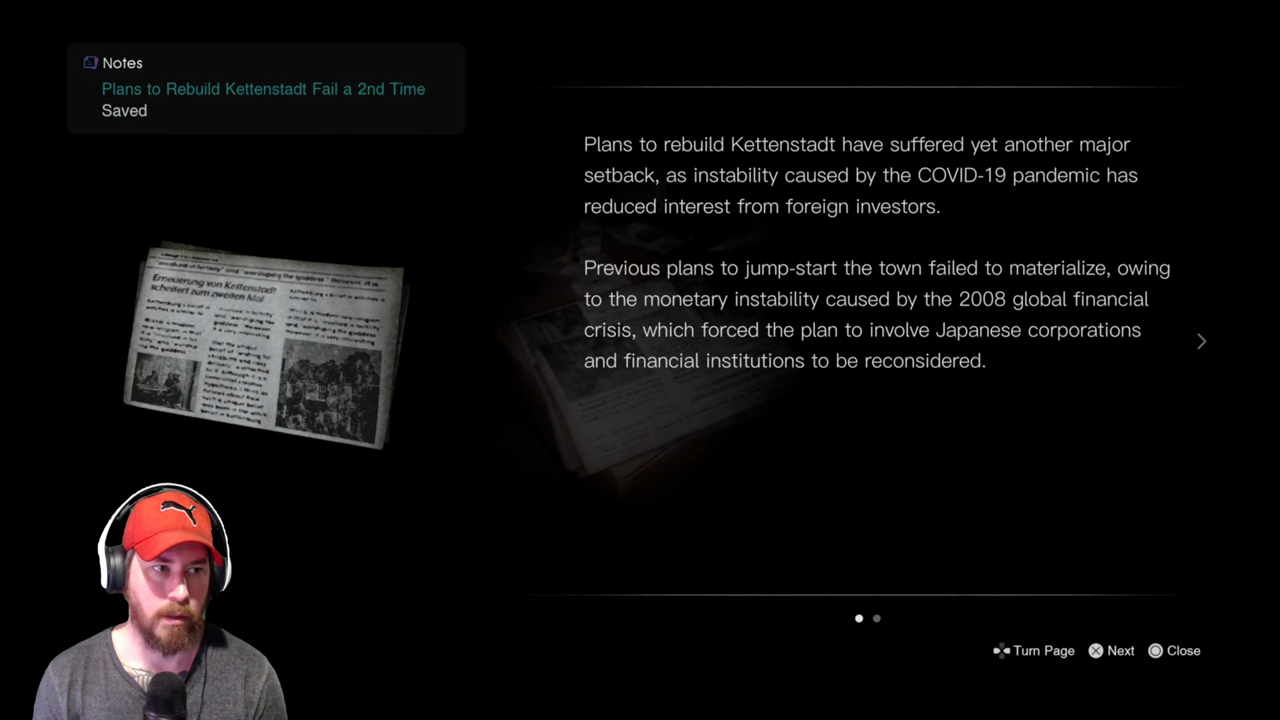 Notes
Plans to Rebuild Kettenstadt Fail a 2nd Time
Saved
Plans to rebuild Kettenstadt have suffered yet another major
setback, as instability caused by the COVID-19 pandemic has
reduced interest from foreign investors.
Previous plans to jump-start the town failed to materialize, owing
to the monetary instability caused by the 2008 global financial
crisis, which forced the plan to involve Japanese corporations
and financial institutions to be reconsidered.
Erneuerung von Kettenstadt
scheitert zum zweiten Mal
Turn Page
Next
Close